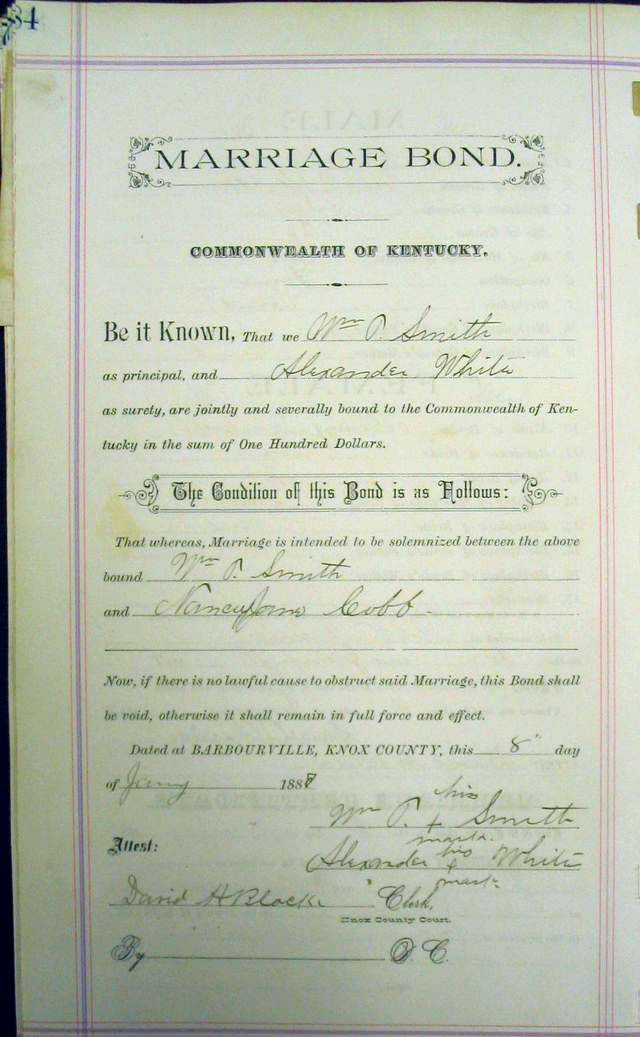 84
MARRIAGE BOND.
COMMONWEALTH OF KENTUCKY.
Be it Known, That we Wm P. Smith
as principal, and Alexander White
as surety, are jointly and severally bound to the Commonwealth of Ken-
tucky in the sum of One Hundred Dollars.
The Condition of this Bond is as Follows:
That whereas, Marriage is intended to be solemnized between the above
bound Wm P. Smith
and Nancy Jane Cobb.
Now, if there is no lawful cause to obstruct said Marriage, this Bond shall
be void, otherwise it shall remain in full force and effect.
Dated at BARBOURVILLE, KNOX COUNTY, this 8" day
of Jany 188
his
Wm P. + Smith
mark.
Attest:
his
Alexander + White
mark
David H Black Clerk,
Knox County Court.
By D. C.